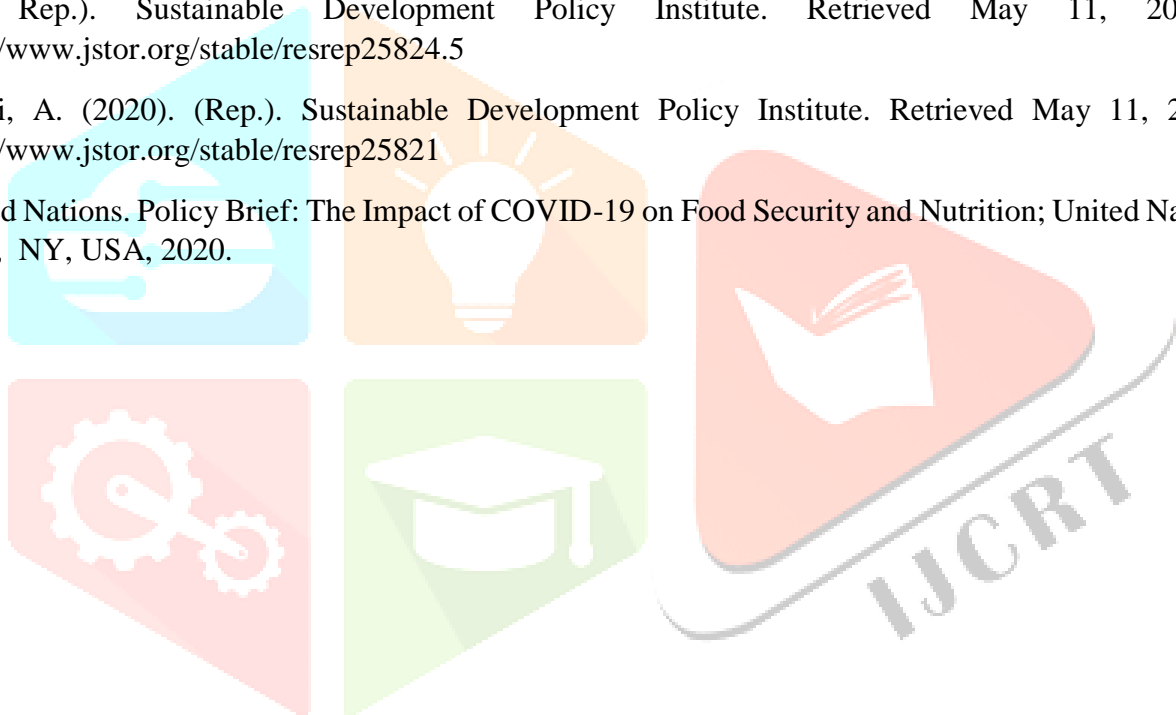 Rep.). Sustainable Development Policy Institute. Retrieved May 11, 20
/www.jstor.org/stable/resrep25824.5
i, A. (2020). (Rep.). Sustainable Development Policy Institute. Retrieved May 11, 2
/www.jstor.org/stable/resrep25821
d Nations. Policy Brief: The Impact of COVID-19 on Food Security and Nutrition; United Na
, NY, USA, 2020.
IJCRT